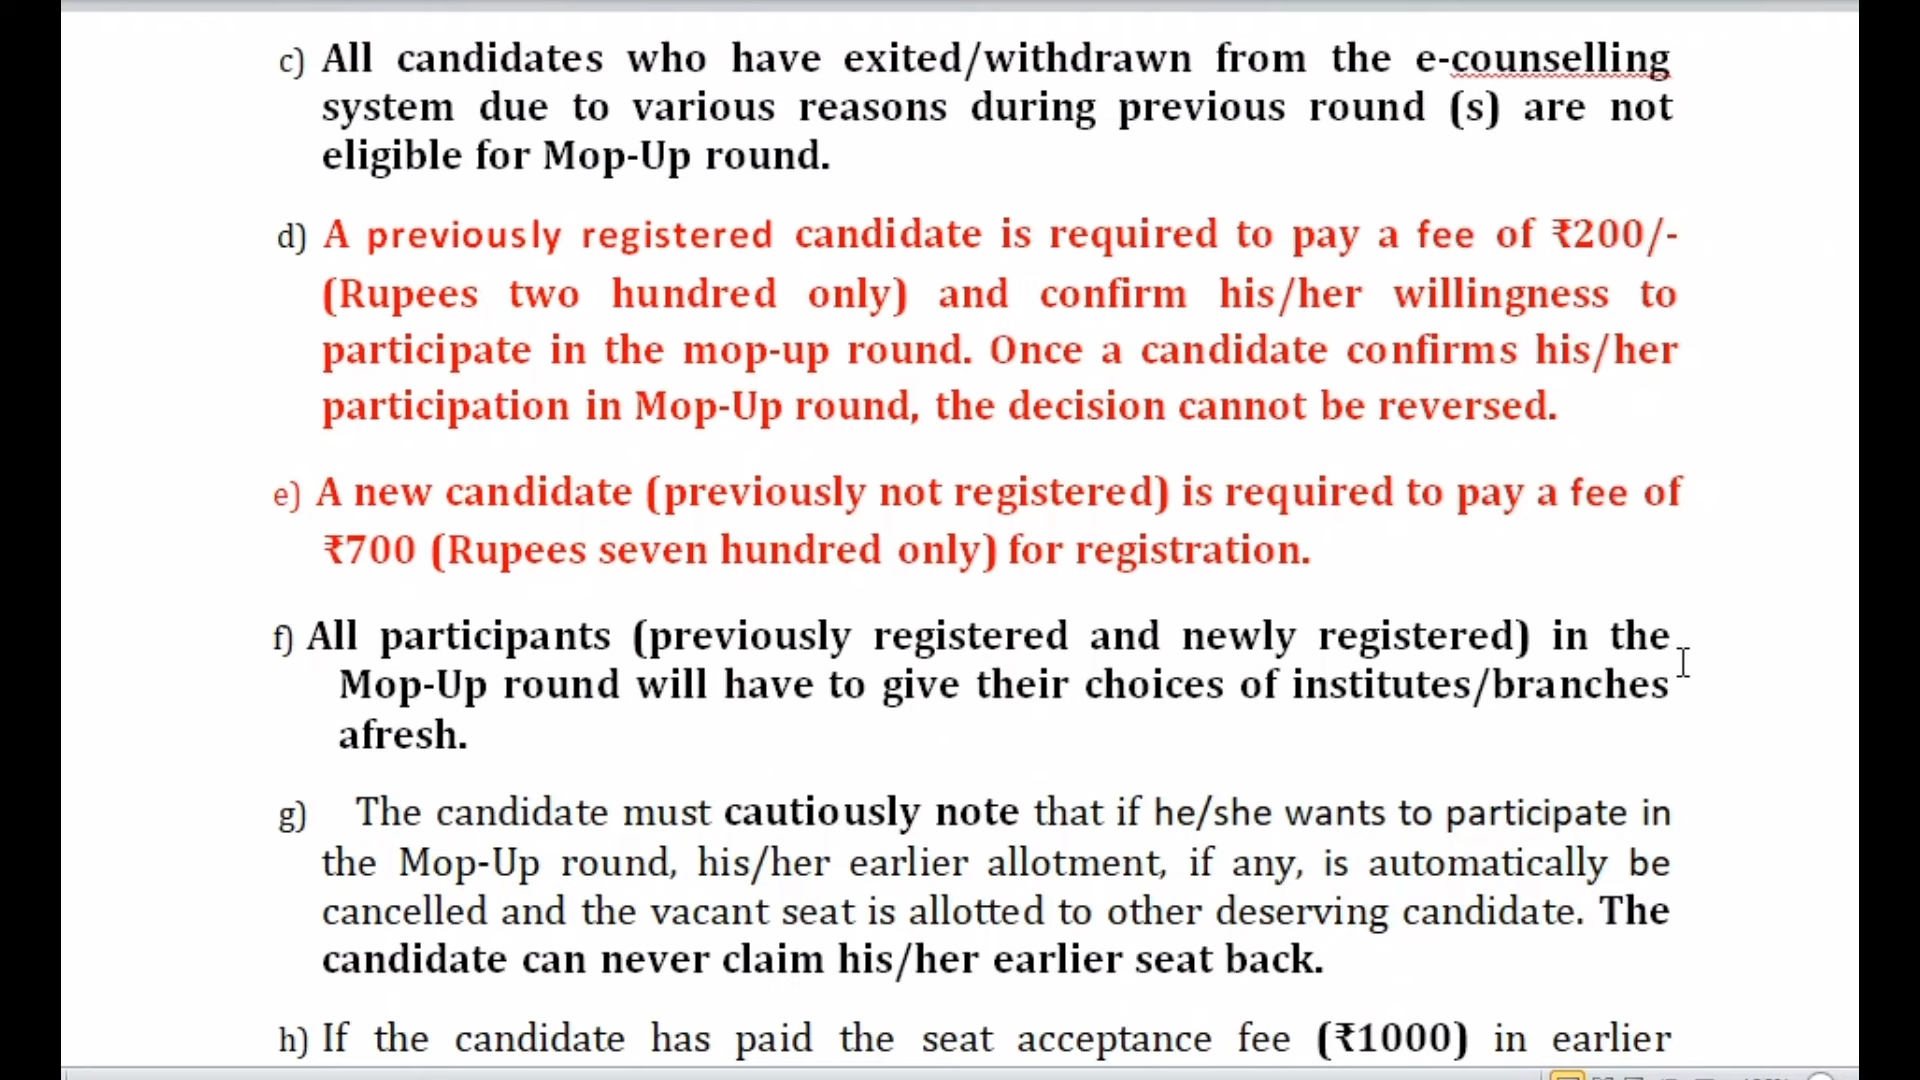 c) All candidates who have exited/withdrawn from the e-counselling
system due to various reasons during previous round (s) are not
eligible for Mop-Up round.
d) A previously registered candidate is required to pay a fee of ₹200/-
(Rupees two hundred only) and confirm his/her willingness to
participate in the mop-up round. Once a candidate confirms his/her
participation in Mop-Up round, the decision cannot be reversed.
e) A new candidate (previously not registered) is required to pay a fee of
₹700 (Rupees seven hundred only) for registration.
f) All participants (previously registered and newly registered) in the
Mop-Up round will have to give their choices of institutes/branches
afresh.
g) The candidate must cautiously note that if he/she wants to participate in
the Mop-Up round, his/her earlier allotment, if any, is automatically be
cancelled and the vacant seat is allotted to other deserving candidate. The
candidate can never claim his/her earlier seat back.
h) If the candidate has paid the seat acceptance fee (₹1000) in earlier